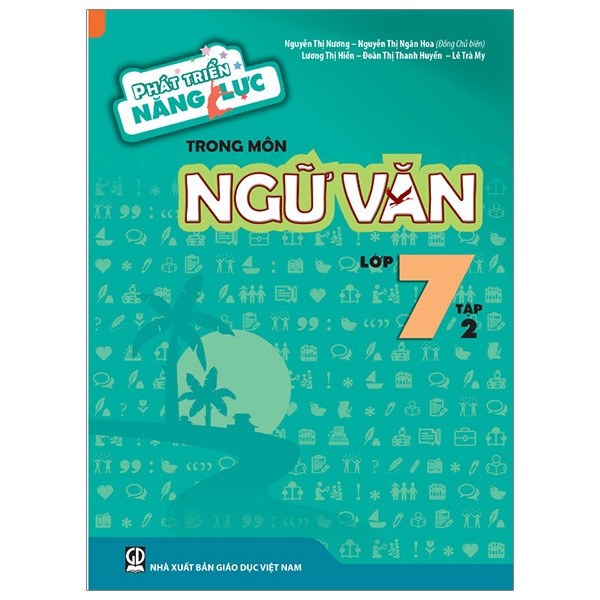 Nguyễn Thị Nương – Nguyễn Thị Ngân Hoa (Đồng Chủ biên)
Lương Thị Hiền – Đoàn Thị Thanh Huyền – Lê Trà My
PHÁT TRIỂN
NĂNG LỰC
TRONG MÔN
NGỮ VĂN
LỚP 7 TẬP 2
GD
NHÀ XUẤT BẢN GIÁO DỤC VIỆT NAM